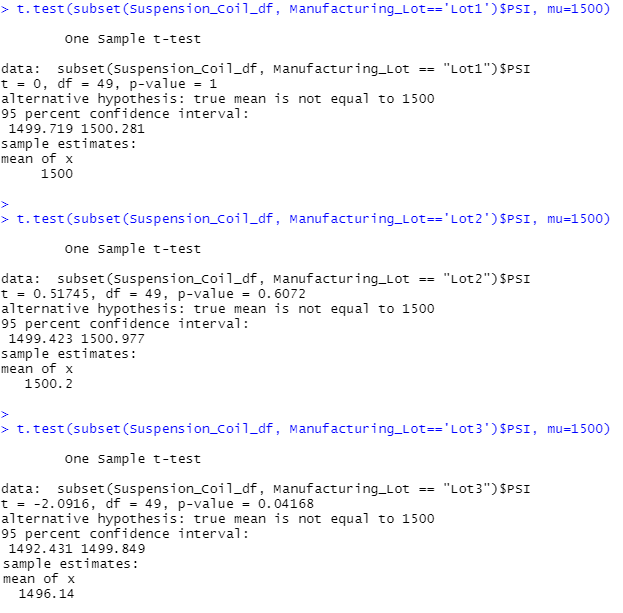 > t.test(subset(Suspension_Coil_df, Manufacturing_Lot=='Lot1')$PSI, mu=1500)
One Sample t-test
data:  subset(Suspension_Coil_df, Manufacturing_Lot == "Lot1")$PSI
t = 0, df = 49, p-value = 1
alternative hypothesis: true mean is not equal to 1500
95 percent confidence interval:
1499.719 1500.281
sample estimates:
mean of x
1500
>
> t.test(subset(Suspension_Coil_df, Manufacturing_Lot=='Lot2')$PSI, mu=1500)
One Sample t-test
data:  subset(Suspension_Coil_df, Manufacturing_Lot == "Lot2")$PSI
t = 0.51745, df = 49, p-value = 0.6072
alternative hypothesis: true mean is not equal to 1500
95 percent confidence interval:
1499.423 1500.977
sample estimates:
mean of x
1500.2
>
> t.test(subset(Suspension_Coil_df, Manufacturing_Lot=='Lot3')$PSI, mu=1500)
One Sample t-test
data:  subset(Suspension_Coil_df, Manufacturing_Lot == "Lot3")$PSI
t = -2.0916, df = 49, p-value = 0.04168
alternative hypothesis: true mean is not equal to 1500
95 percent confidence interval:
1492.431 1499.849
sample estimates:
mean of x
1496.14